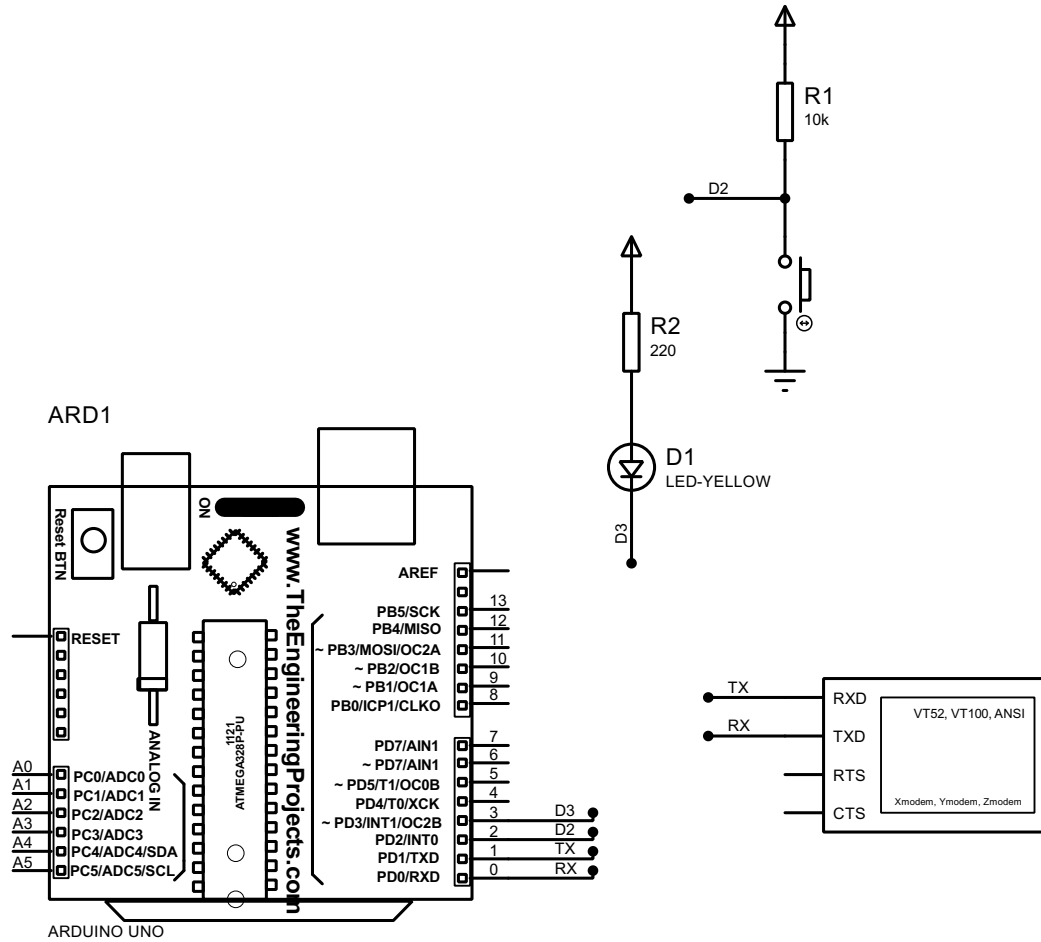 R1
10k
D2
R2
220
D1
LED-YELLOW
D3
ARD1
ARDUINO UNO
Reset BTN
ON
www.TheEngineeringProjects.com
RESET
ANALOG IN
1121
ATMEGA328P-PU
AREF
PB5/SCK 13
PB4/MISO 12
~ PB3/MOSI/OC2A 11
~ PB2/OC1B 10
~ PB1/OC1A 9
PB0/ICP1/CLKO 8
PD7/AIN1 7
~ PD7/AIN1 6
~ PD5/T1/OC0B 5
PD4/T0/XCK 4
~ PD3/INT1/OC2B 3 D3
PD2/INT0 2 D2
PD1/TXD 1 TX
PD0/RXD 0 RX
A0 PC0/ADC0
A1 PC1/ADC1
A2 PC2/ADC2
A3 PC3/ADC3
A4 PC4/ADC4/SDA
A5 PC5/ADC5/SCL
TX RXD
RX TXD
RTS
CTS
VT52, VT100, ANSI
Xmodem, Ymodem, Zmodem